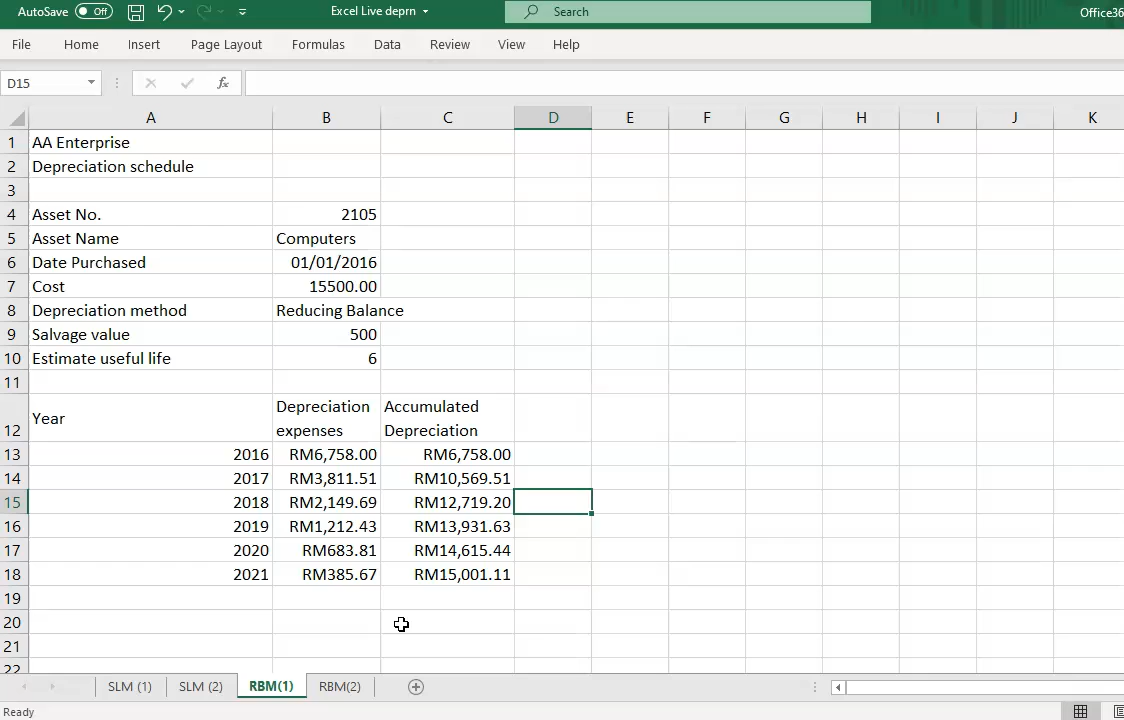 AutoSave Off Excel Live deprn Search Office36
File Home Insert Page Layout Formulas Data Review View Help
D15 fx
A B C D E F G H I J K
1 AA Enterprise
2 Depreciation schedule
3
4 Asset No. 2105
5 Asset Name Computers
6 Date Purchased 01/01/2016
7 Cost 15500.00
8 Depreciation method Reducing Balance
9 Salvage value 500
10 Estimate useful life 6
11
12 Year Depreciation expenses Accumulated Depreciation
13 2016 RM6,758.00 RM6,758.00
14 2017 RM3,811.51 RM10,569.51
15 2018 RM2,149.69 RM12,719.20
16 2019 RM1,212.43 RM13,931.63
17 2020 RM683.81 RM14,615.44
18 2021 RM385.67 RM15,001.11
19
20
21
22
SLM (1) SLM (2) RBM(1) RBM(2)
Ready